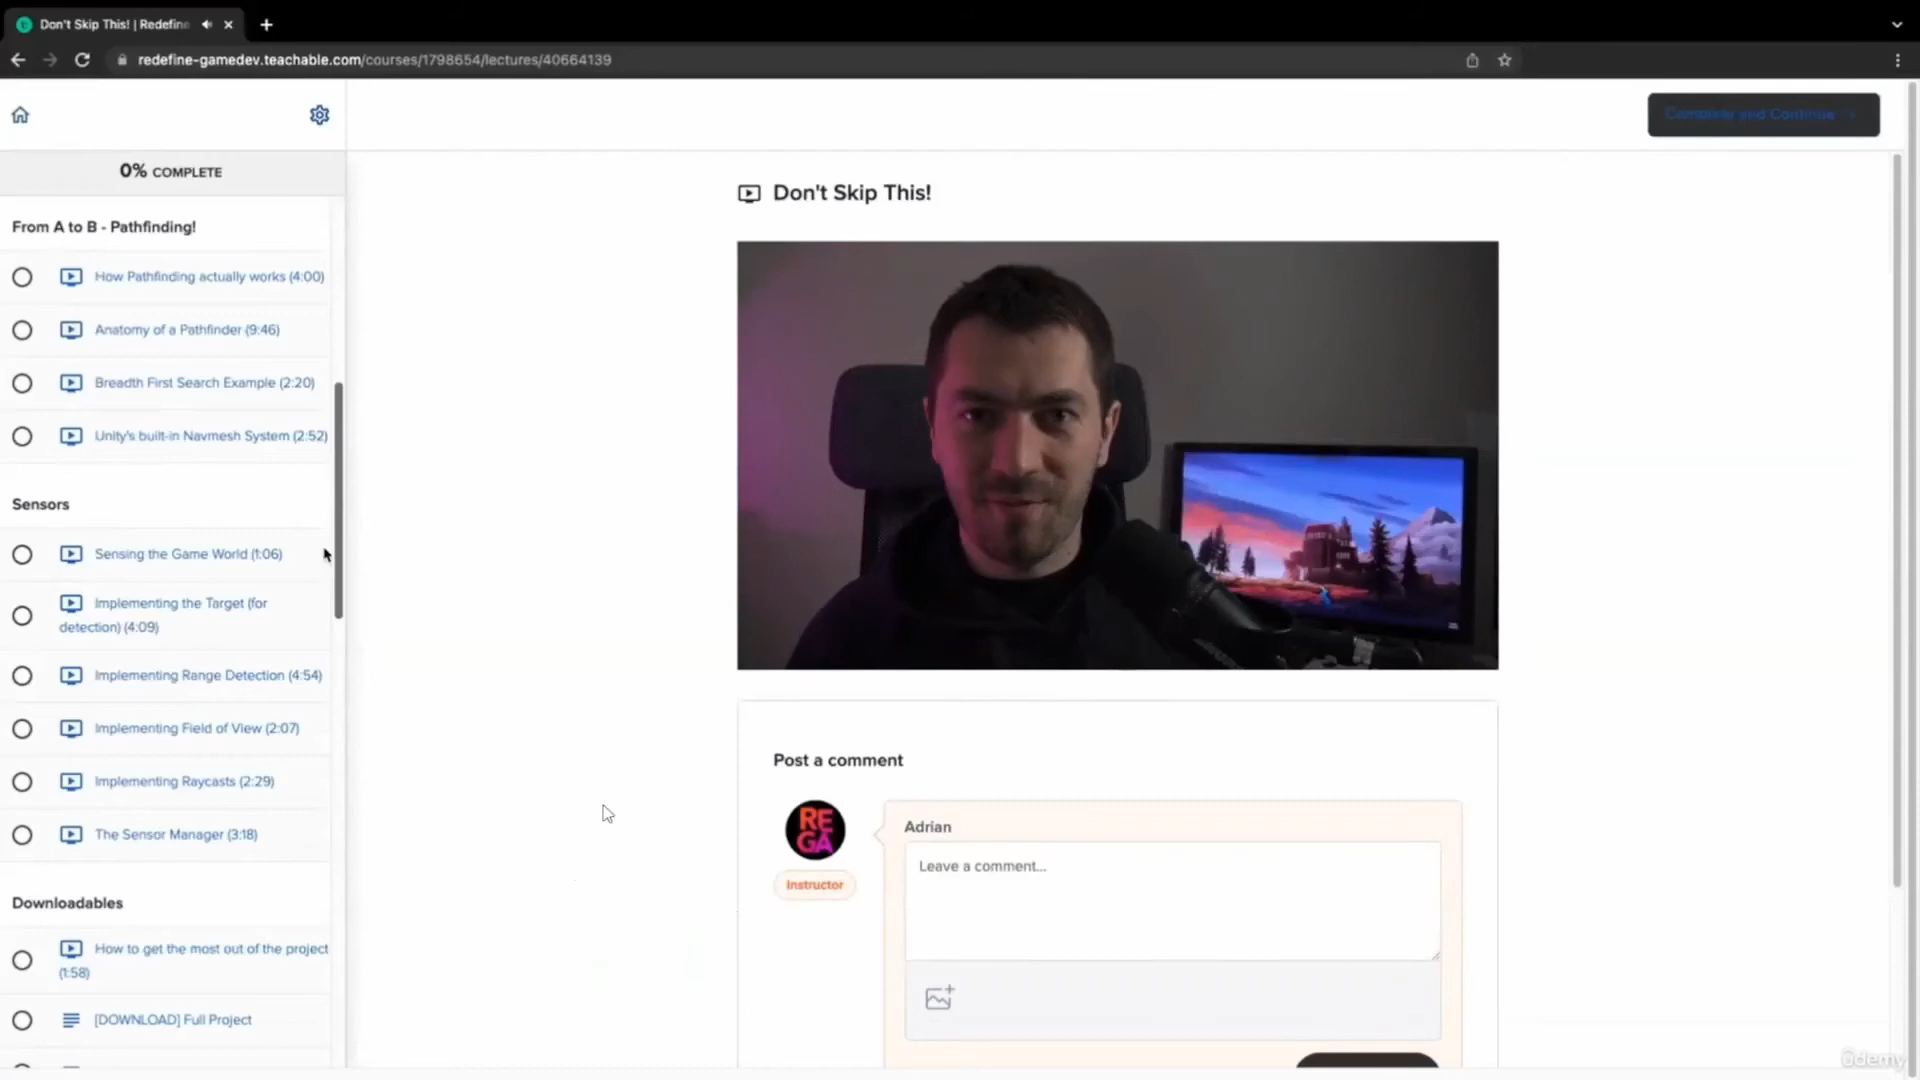 Don't Skip This! | Redefine
redefine-gamedev.teachable.com/courses/1798654/lectures/40664139
Complete and Continue
0% COMPLETE
From A to B - Pathfinding!
How Pathfinding actually works (4:00)
Anatomy of a Pathfinder (9:46)
Breadth First Search Example (2:20)
Unity's built-in Navmesh System (2:52)
Sensors
Sensing the Game World (1:06)
Implementing the Target (for
detection) (4:09)
Implementing Range Detection (4:54)
Implementing Field of View (2:07)
Implementing Raycasts (2:29)
The Sensor Manager (3:18)
Downloadables
How to get the most out of the project
(1:58)
[DOWNLOAD] Full Project
Don't Skip This!
Post a comment
RE
GA
Instructor
Adrian
Leave a comment...
ûdemy